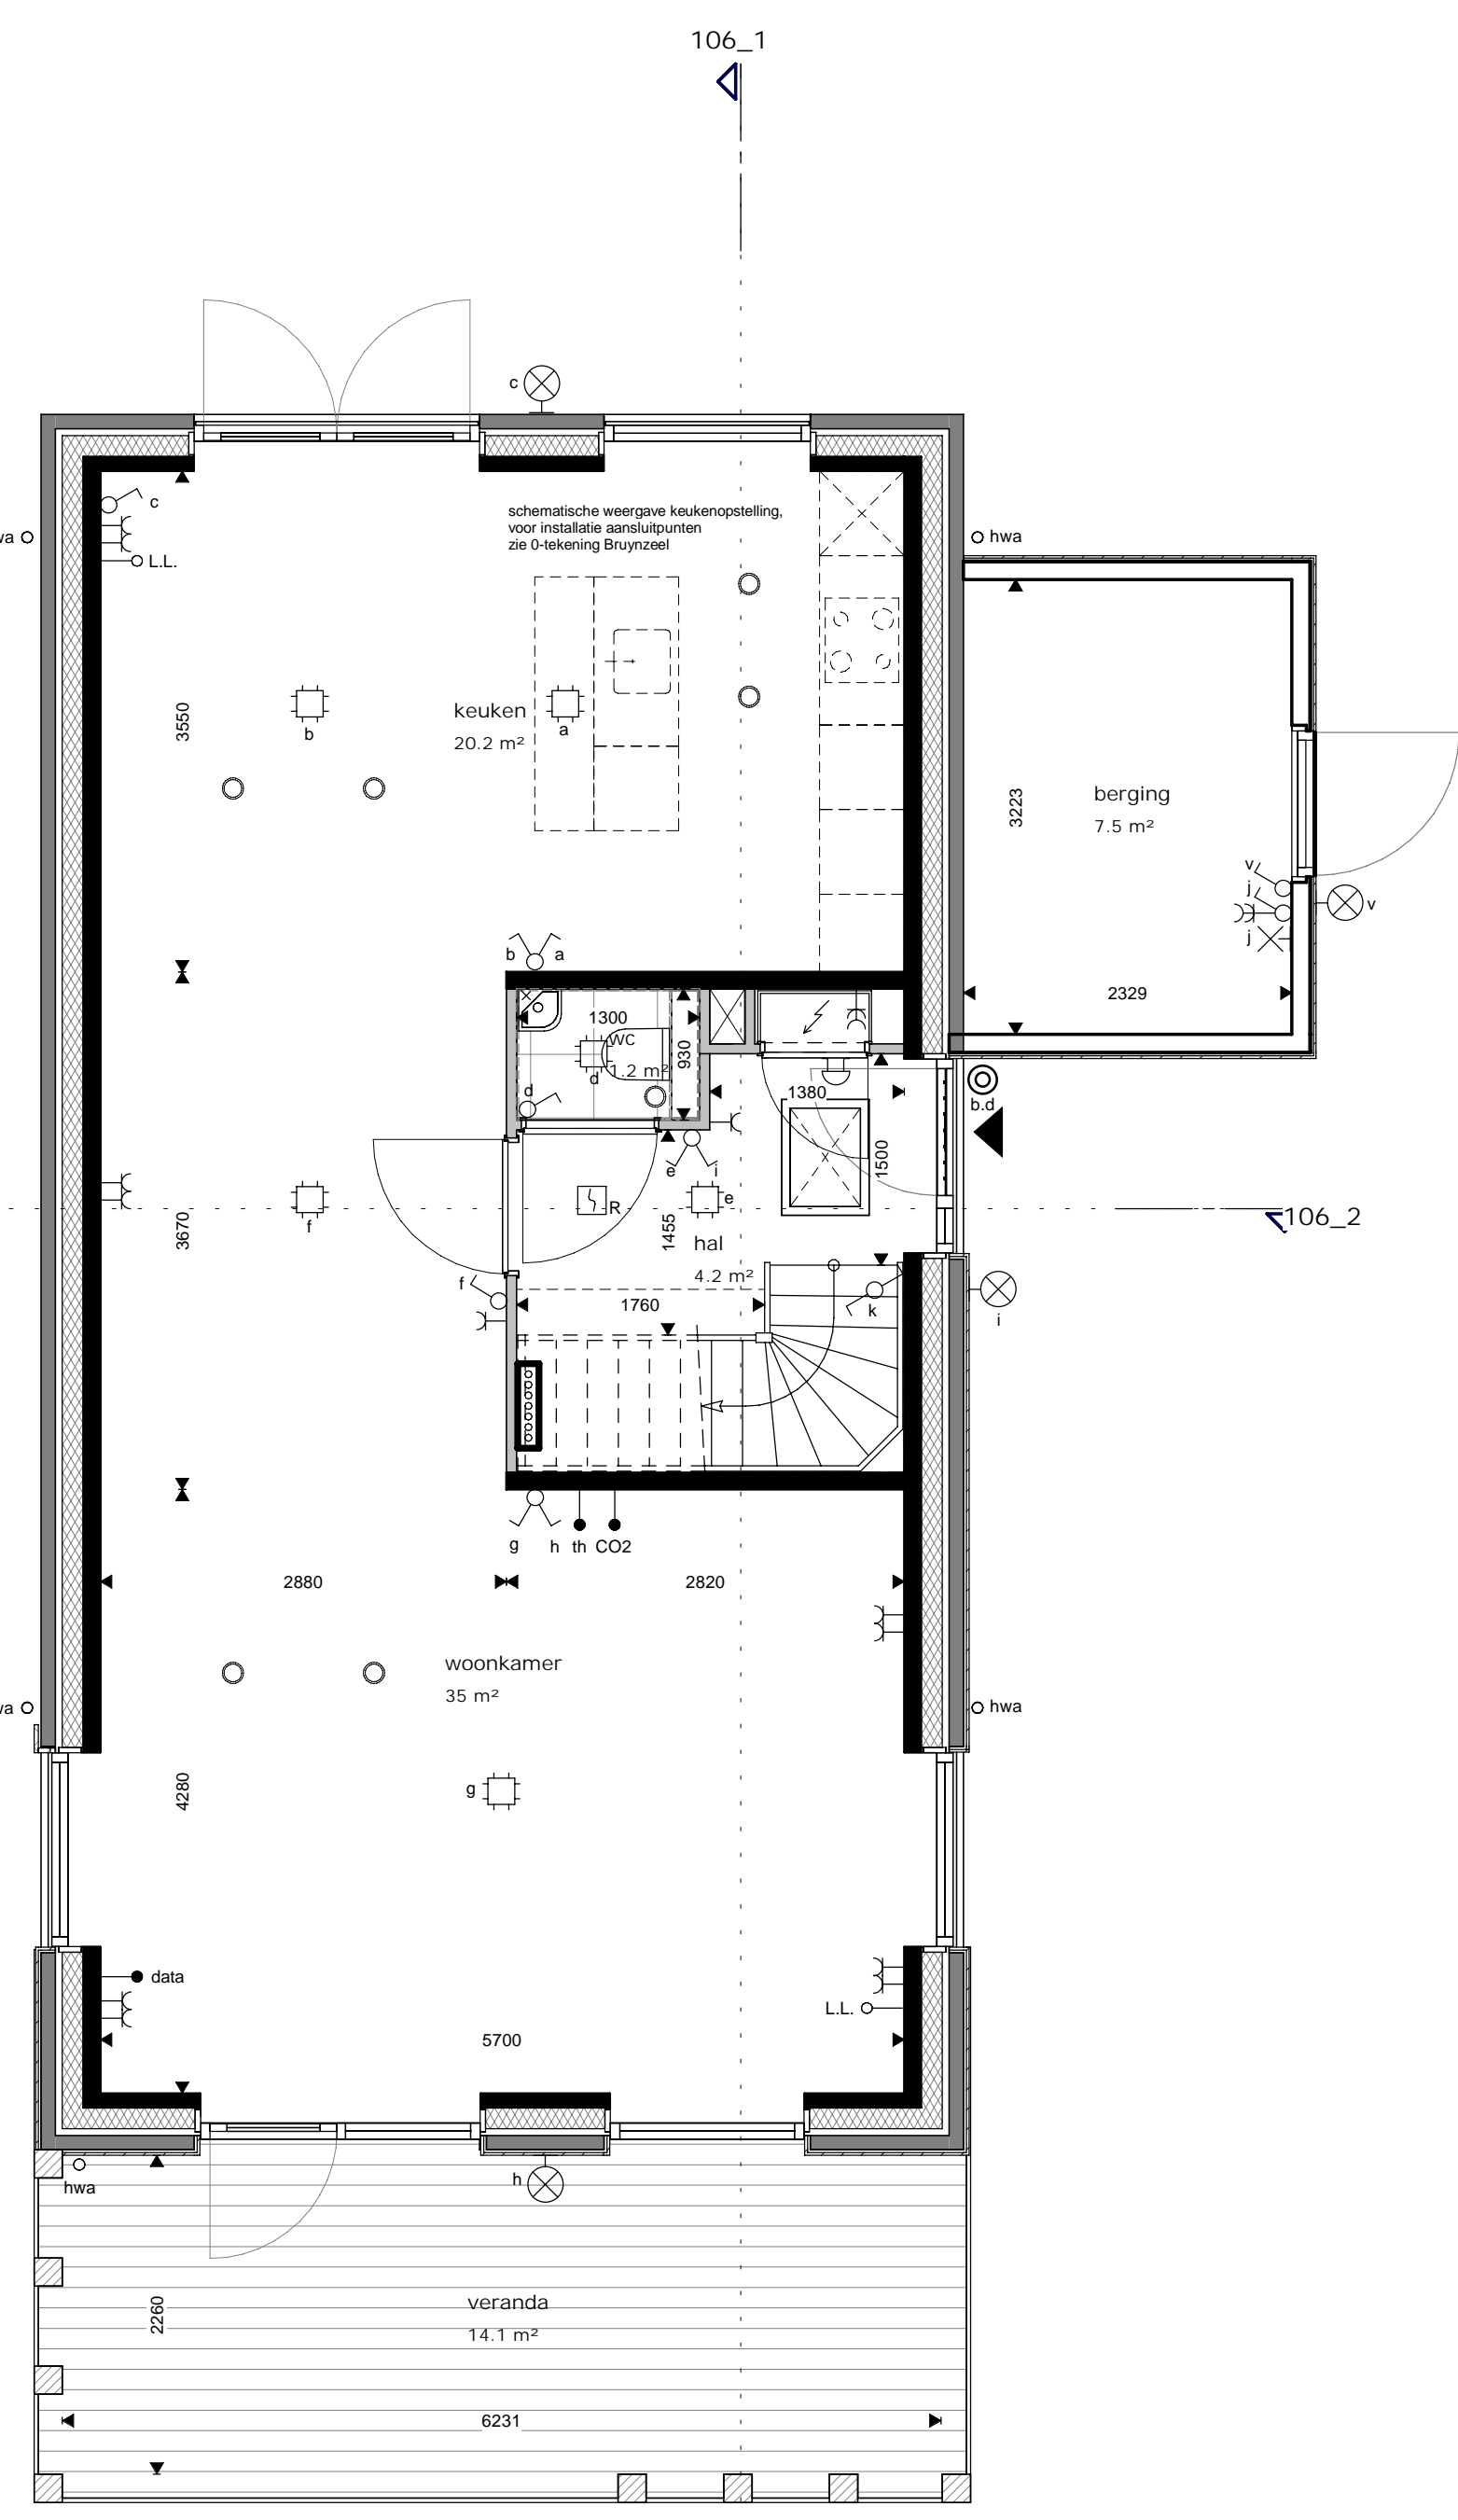 106_1
c
c
L.L.
schematische weergave keukenopstelling,
voor installatie aansluitpunten
zie 0-tekening Bruynzeel
wa
hwa
3550
b
keuken
20.2 m²
a
3223
berging
7.5 m²
v
j
j
v
b
a
2329
1300
WC
1.2 m²
d
930
d
1380
b.d
1500
e
i
R
e
f
3670
1455
hal
4.2 m²
106_2
f
1760
k
i
g
h
th
CO2
2880
2820
woonkamer
35 m²
wa
hwa
4280
g
data
L.L.
5700
hwa
h
2260
veranda
14.1 m²
6231